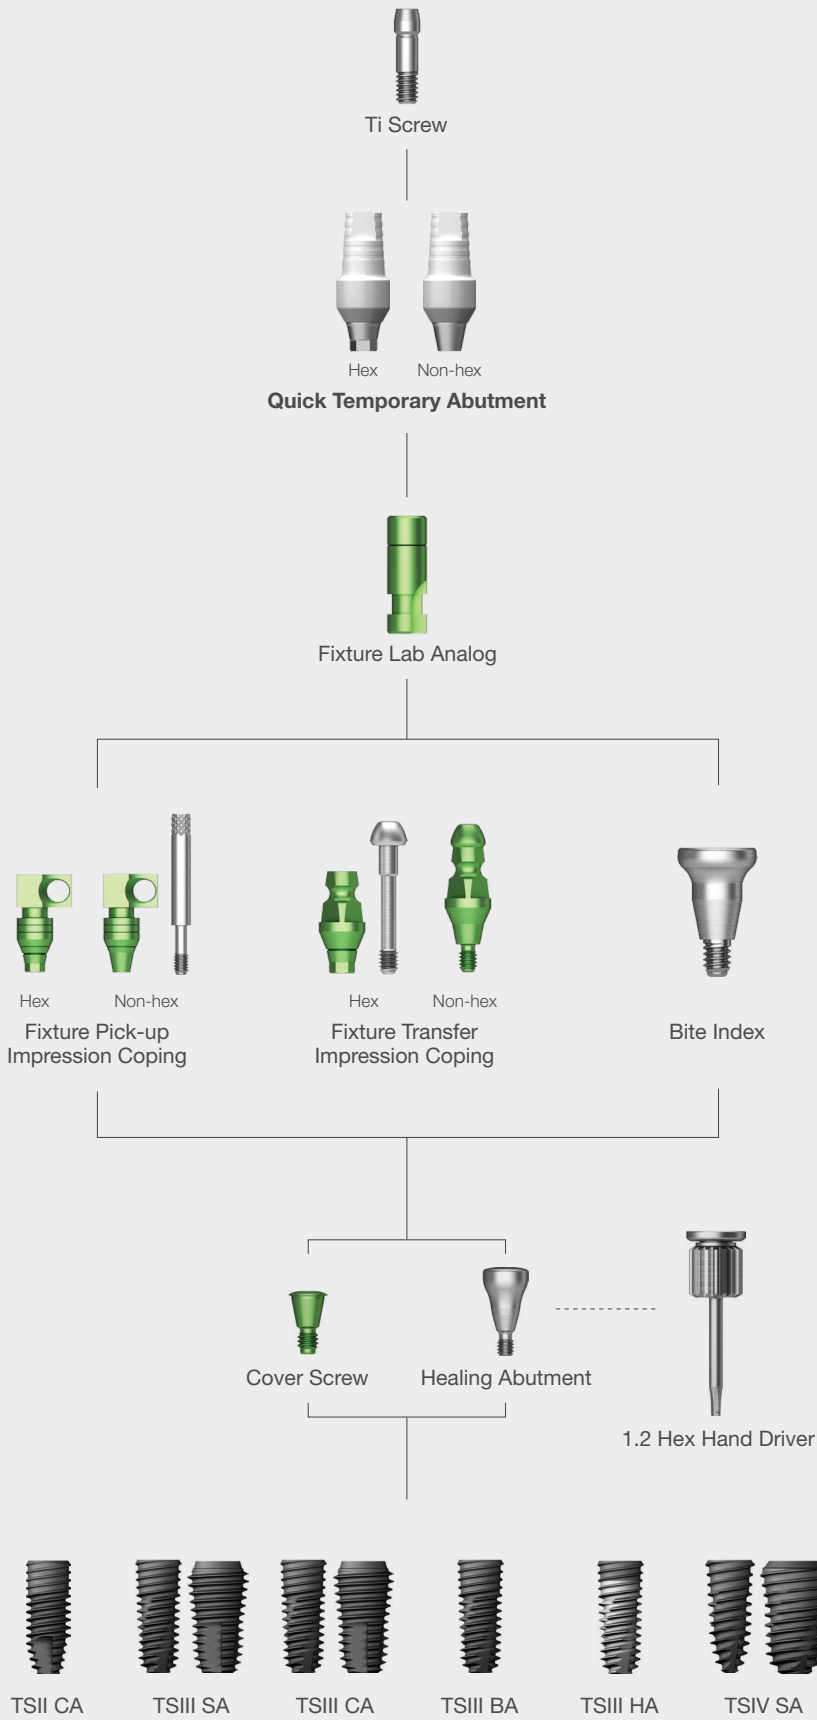 Ti Screw
Hex
Non-hex
Quick Temporary Abutment
Fixture Lab Analog
Hex
Non-hex
Fixture Pick-up
Impression Coping
Hex
Non-hex
Fixture Transfer
Impression Coping
Bite Index
Cover Screw
Healing Abutment
1.2 Hex Hand Driver
TSII CA
TSIII SA
TSIII CA
TSIII BA
TSIII HA
TSIV SA